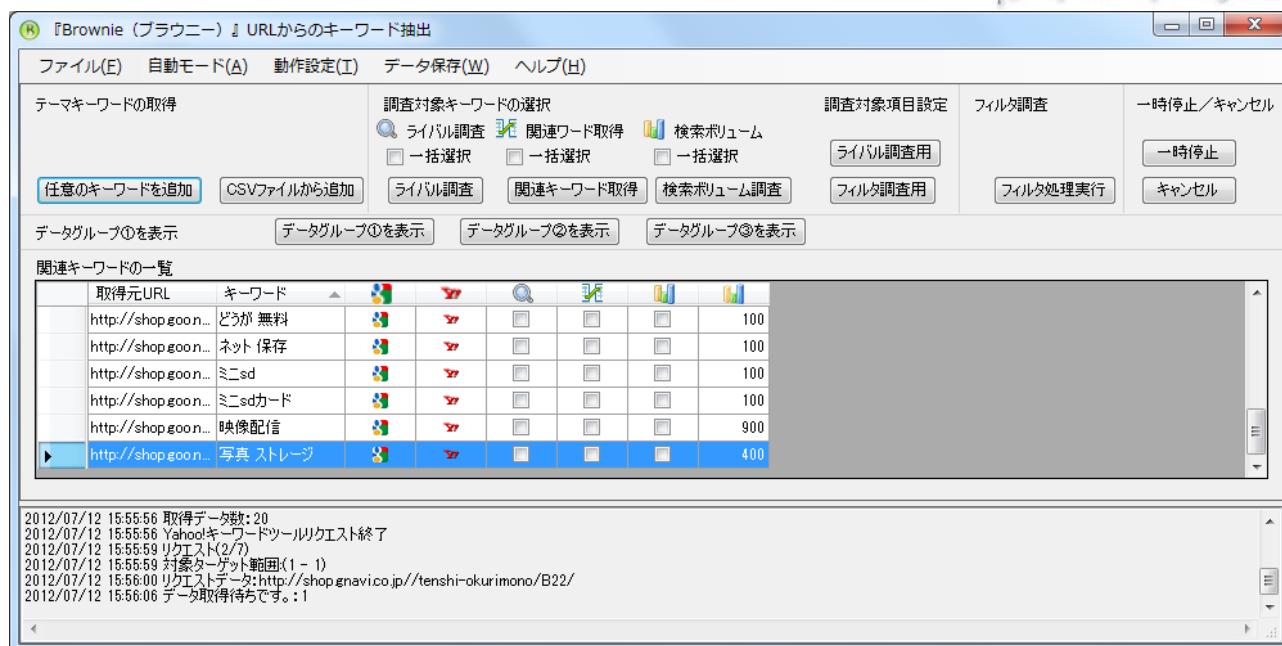 『Brownie（ブラウニー）』URLからのキーワード抽出
ファイル(F) 自動モード(A) 動作設定(T) データ保存(W) ヘルプ(H)
テーマキーワードの取得 調査対象キーワードの選択 調査対象項目設定 フィルタ調査 一時停止／キャンセル
ライバル調査 関連ワード取得 検索ボリューム
一括選択 一括選択 一括選択 ライバル調査用 一時停止
任意のキーワードを追加 CSVファイルから追加 ライバル調査 関連キーワード取得 検索ボリューム調査 フィルタ調査用 フィルタ処理実行 キャンセル
データグループ①を表示 データグループ①を表示 データグループ②を表示 データグループ③を表示
関連キーワードの一覧
取得元URL キーワード
http://shop.goo.n... どうが 無料 100
http://shop.goo.n... ネット 保存 100
http://shop.goo.n... ミニsd 100
http://shop.goo.n... ミニsdカード 100
http://shop.goo.n... 映像配信 900
http://shop.goo.n... 写真 ストレージ 400
2012/07/12 15:55:56 取得データ数：20
2012/07/12 15:55:56 Yahoo!キーワードツールリクエスト終了
2012/07/12 15:55:59 リクエスト(2/7)
2012/07/12 15:55:59 対象ターゲット範囲:(1 - 1)
2012/07/12 15:56:00 リクエストデータ:http://shop.gnavi.co.jp//tenshi-okurimono/B22/
2012/07/12 15:56:06 データ取得待ちです。：1